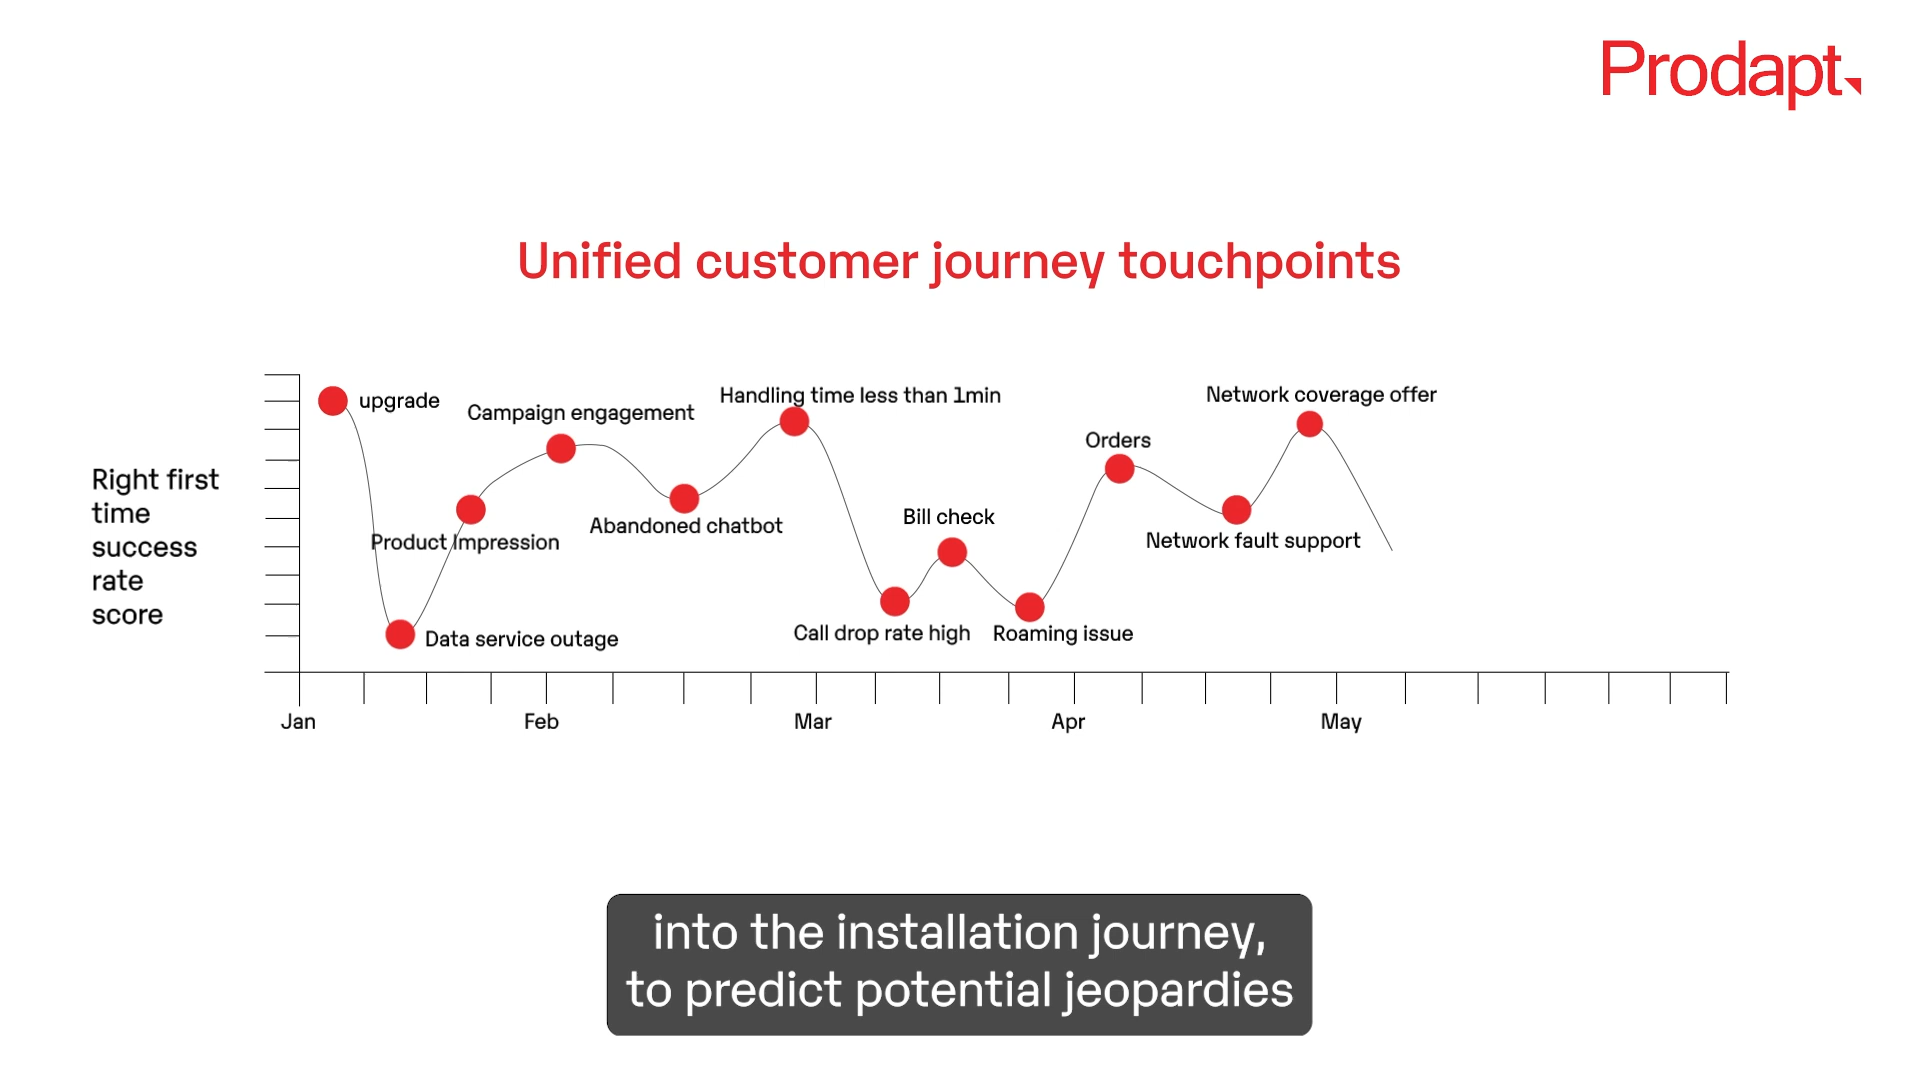 Prodapt
Unified customer journey touchpoints
Right first
time
success
rate
score
upgrade
Campaign engagement
Handling time less than 1min
Network coverage offer
Orders
Product Impression
Abandoned chatbot
Bill check
Network fault support
Data service outage
Call drop rate high
Roaming issue
Jan
Feb
Mar
Apr
May
into the installation journey,
to predict potential jeopardies